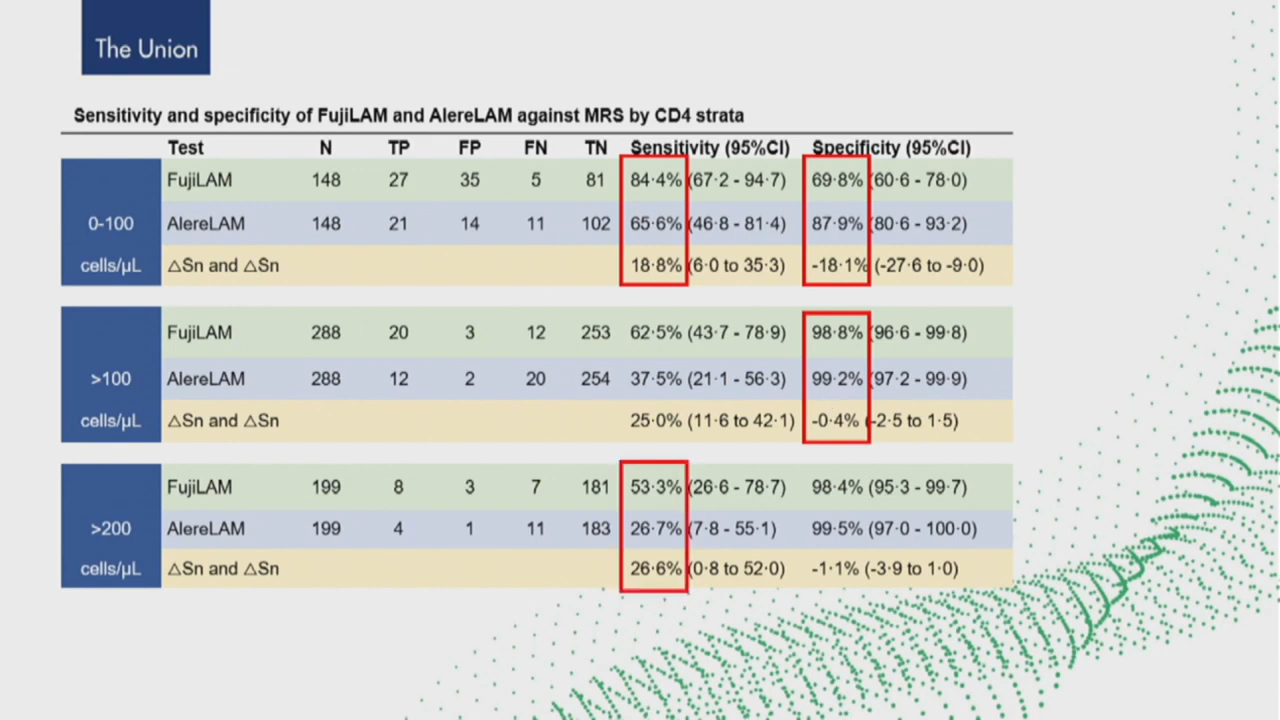 The Union
Sensitivity and specificity of FujiLAM and AlereLAM against MRS by CD4 strata
Test N TP FP FN TN Sensitivity (95%CI) Specificity (95%CI)
FujiLAM 148 27 35 5 81 84·4% (67·2 - 94·7) 69·8% (60·6 - 78·0)
0-100 AlereLAM 148 21 14 11 102 65·6% (46·8 - 81·4) 87·9% (80·6 - 93·2)
cells/µL △Sn and △Sn 18·8% (6·0 to 35·3) -18·1% (-27·6 to -9·0)
FujiLAM 288 20 3 12 253 62·5% (43·7 - 78·9) 98·8% (96·6 - 99·8)
>100 AlereLAM 288 12 2 20 254 37·5% (21·1 - 56·3) 99·2% (97·2 - 99·9)
cells/µL △Sn and △Sn 25·0% (11·6 to 42·1) -0·4% (-2·5 to 1·5)
FujiLAM 199 8 3 7 181 53·3% (26·6 - 78·7) 98·4% (95·3 - 99·7)
>200 AlereLAM 199 4 1 11 183 26·7% (7·8 - 55·1) 99·5% (97·0 - 100·0)
cells/µL △Sn and △Sn 26·6% (0·8 to 52·0) -1·1% (-3·9 to 1·0)